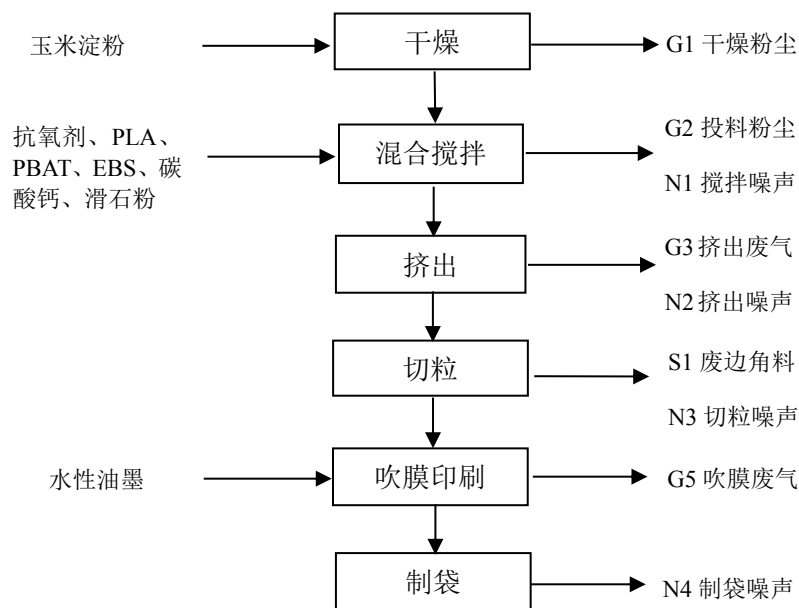 玉米淀粉
干燥
G1 干燥粉尘
抗氧剂、PLA、
PBAT、EBS、碳
酸钙、滑石粉
混合搅拌
G2 投料粉尘
N1 搅拌噪声
挤出
G3 挤出废气
N2 挤出噪声
切粒
S1 废边角料
N3 切粒噪声
水性油墨
吹膜印刷
G5 吹膜废气
制袋
N4 制袋噪声